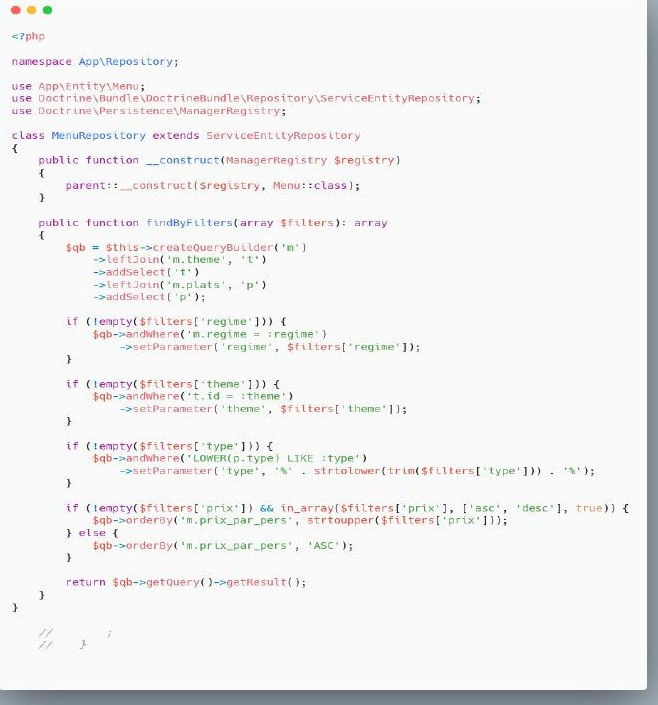 <?php
namespace App\Repository;
use App\Entity\Menu;
use Doctrine\Bundle\DoctrineBundle\Repository\ServiceEntityRepository;
use Doctrine\Persistence\ManagerRegistry;
class MenuRepository extends ServiceEntityRepository
{
    public function __construct(ManagerRegistry $registry)
    {
        parent::__construct($registry, Menu::class);
    }
    public function findByFilters(array $filters): array
    {
        $qb = $this->createQueryBuilder('m')
            ->leftJoin('m.theme', 't')
            ->addSelect('t')
            ->leftJoin('m.plats', 'p')
            ->addSelect('p');
        if (!empty($filters['regime'])) {
            $qb->andWhere('m.regime = :regime')
                ->setParameter('regime', $filters['regime']);
        }
        if (!empty($filters['theme'])) {
            $qb->andWhere('t.id = :theme')
                ->setParameter('theme', $filters['theme']);
        }
        if (!empty($filters['type'])) {
            $qb->andWhere('LOWER(p.type) LIKE :type')
                ->setParameter('type', '%' . strtolower(trim($filters['type'])) . '%');
        }
        if (!empty($filters['prix']) && in_array($filters['prix'], ['asc', 'desc'], true)) {
            $qb->orderBy('m.prix_par_pers', strtoupper($filters['prix']));
        } else {
            $qb->orderBy('m.prix_par_pers', 'ASC');
        }
        return $qb->getQuery()->getResult();
    }
}
    //        ;
    //    }